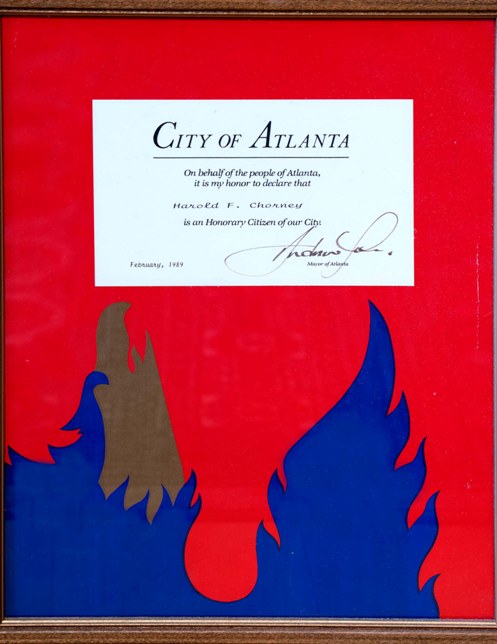 CITY OF ATLANTA
On behalf of the people of Atlanta,
it is my honor to declare that
Harold F. Chorney
is an Honorary Citizen of our City.
Andrew
February, 1989
Mayor of Atlanta